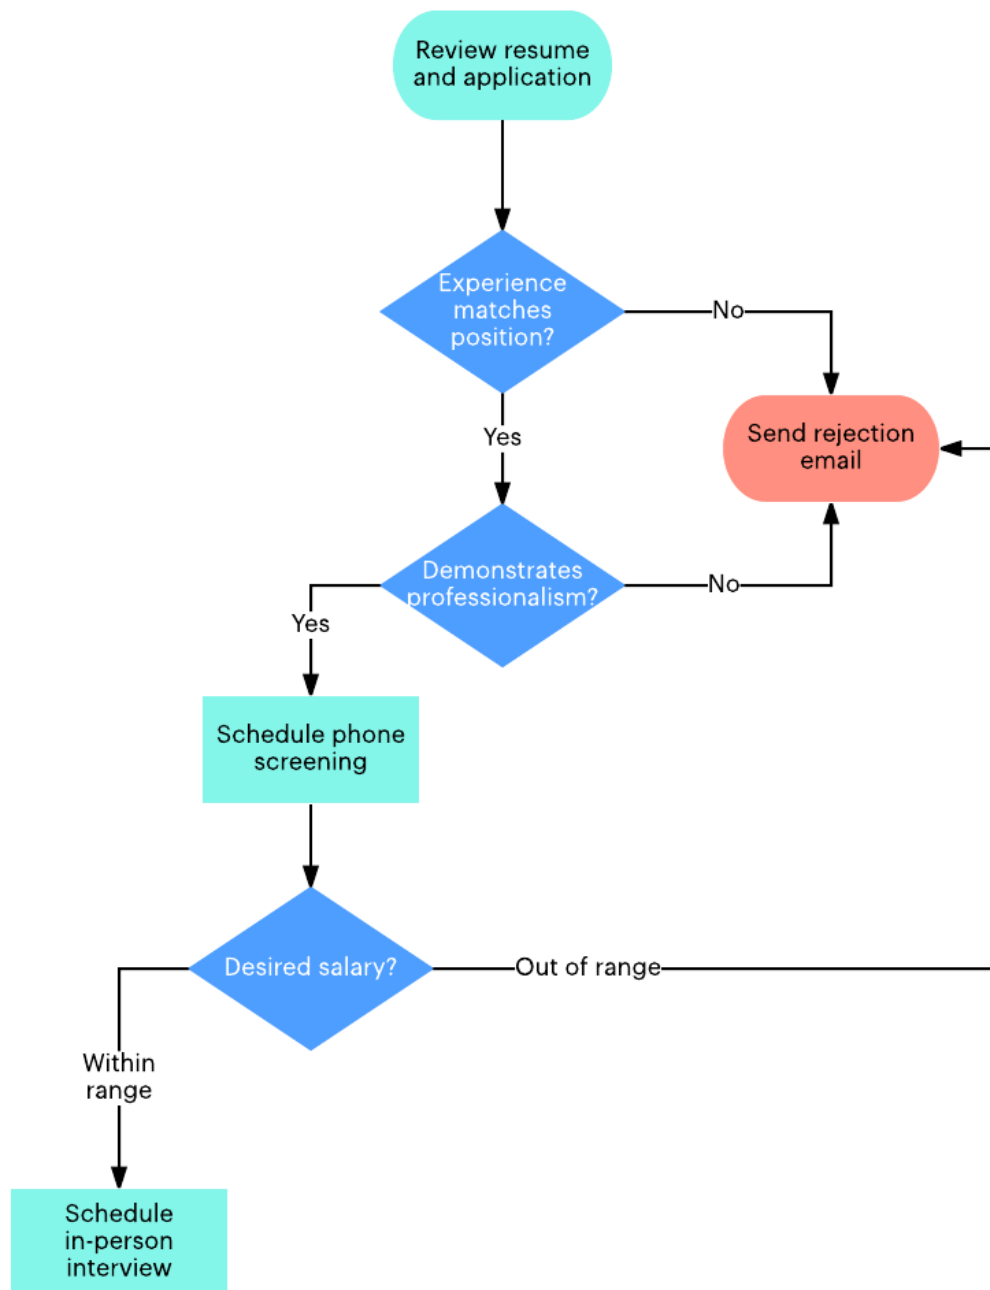 Review resume
and application
Experience
matches
position?
No
Yes
Send rejection
email
Demonstrates
professionalism?
No
Yes
Schedule phone
screening
Desired salary?
Out of range
Within
range
Schedule
in-person
interview